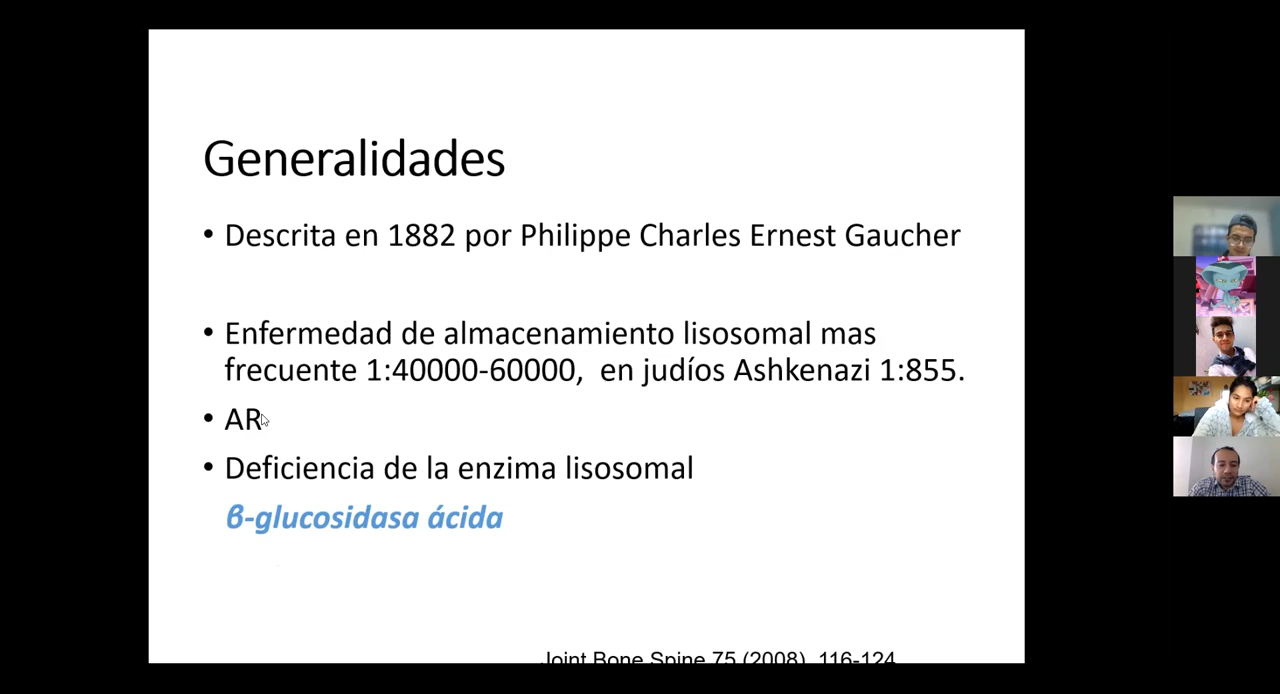 Generalidades
• Descrita en 1882 por Philippe Charles Ernest Gaucher
• Enfermedad de almacenamiento lisosomal mas
frecuente 1:40000-60000, en judíos Ashkenazi 1:855.
• AR
• Deficiencia de la enzima lisosomal
β-glucosidasa ácida
Joint Bone Spine 75 (2008) 116-124